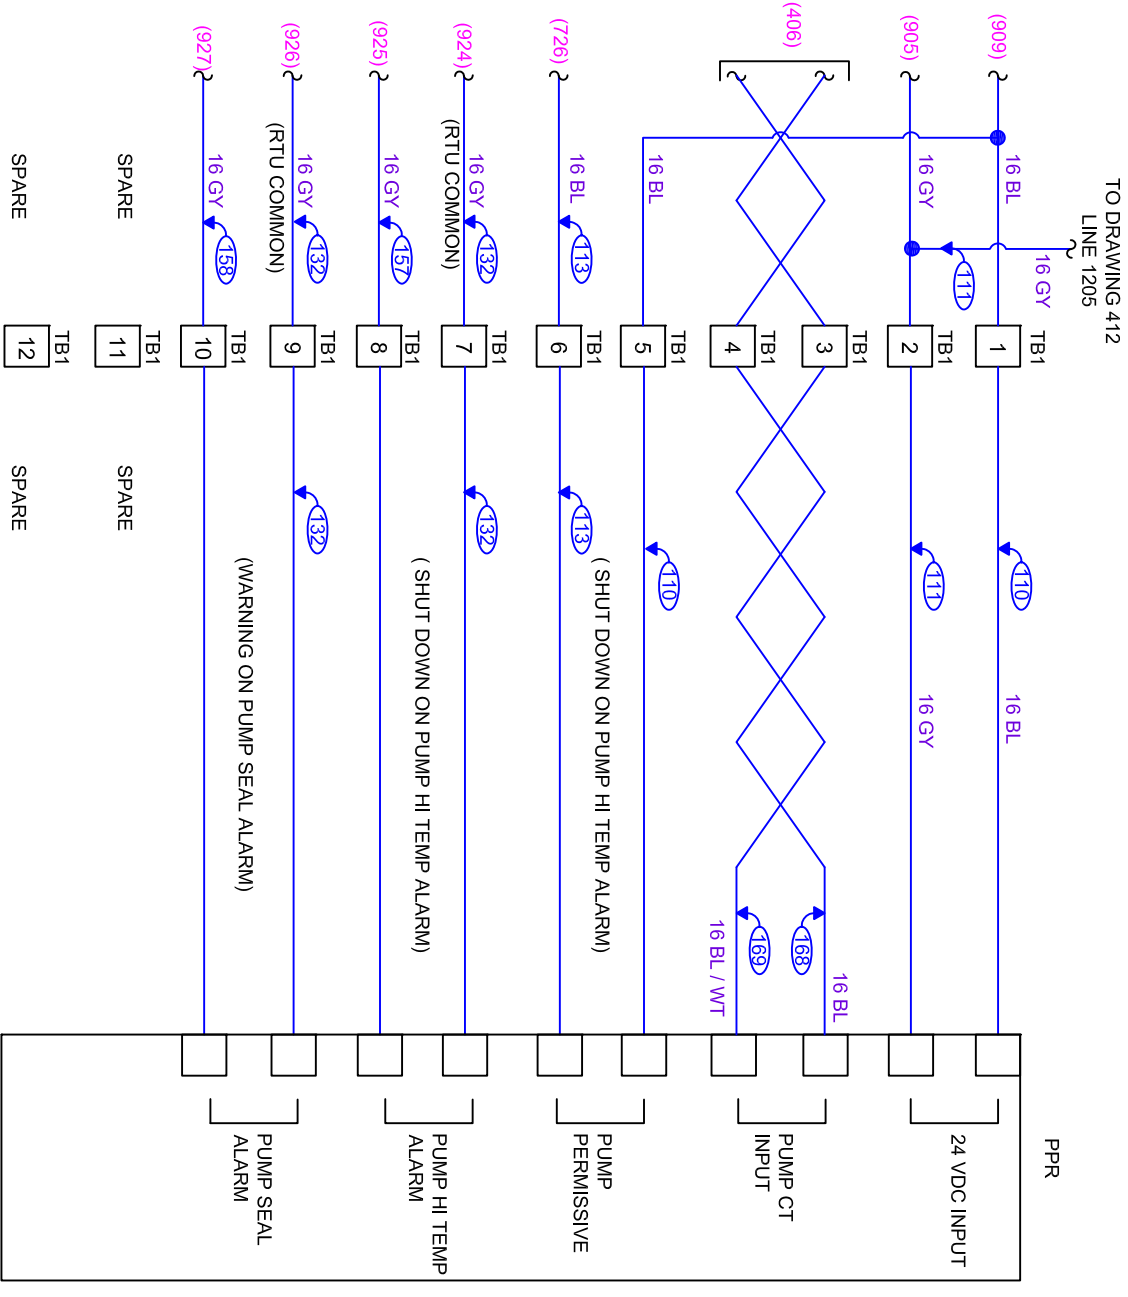 TO DRAWING 412
LINE 1205
(909)
16 BL
16 GY
TB1
1
110
16 BL
(905)
16 GY
111
TB1
2
111
16 GY
24 VDC INPUT
PPR
(406)
TB1
3
168
16 BL
TB1
4
169
16 BL / WT
PUMP CT
INPUT
16 BL
TB1
5
110
( SHUT DOWN ON PUMP HI TEMP ALARM)
(726)
16 BL
113
TB1
6
113
PUMP
PERMISSIVE
(924)
16 GY
(RTU COMMON)
132
TB1
7
132
( SHUT DOWN ON PUMP HI TEMP ALARM)
(925)
16 GY
157
TB1
8
PUMP HI TEMP
ALARM
(926)
16 GY
(RTU COMMON)
132
TB1
9
132
(WARNING ON PUMP SEAL ALARM)
(927)
16 GY
158
TB1
10
PUMP SEAL
ALARM
SPARE
TB1
11
SPARE
SPARE
TB1
12
SPARE